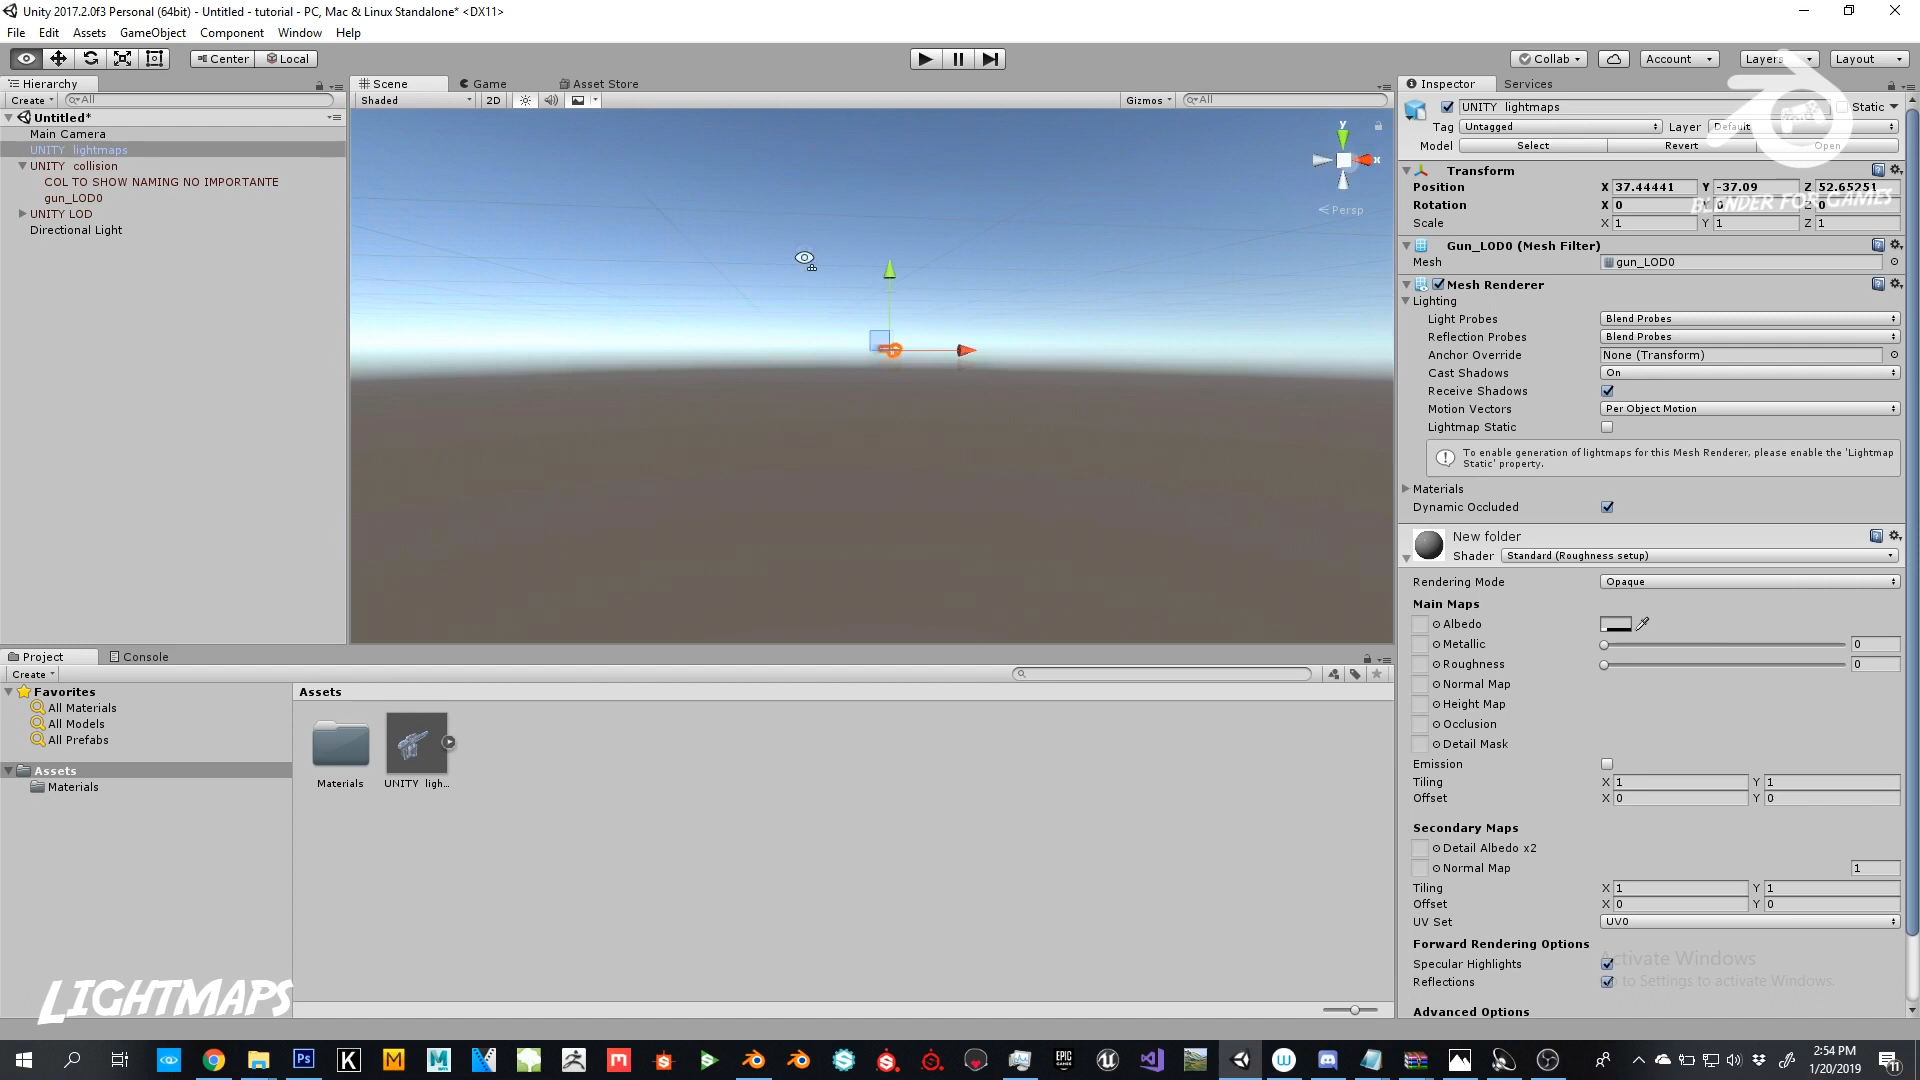 Unity 2017.2.0f3 Personal (64bit) - Untitled - tutorial - PC, Mac & Linux Standalone* <DX11>
File Edit Assets GameObject Component Window Help
Center Local Collab Account Layers Layout
Hierarchy
Create All
Untitled*
Main Camera
UNITY lightmaps
UNITY collision
COL TO SHOW NAMING NO IMPORTANTE
gun_LOD0
UNITY LOD
Directional Light
Scene Game Asset Store
Shaded 2D Gizmos All
y
x
Persp
Inspector Services
UNITY lightmaps Static
Tag Untagged Layer Default
Model Select Revert Open
Transform
Position X 37.44441 Y -37.09 Z 52.65251
Rotation X 0 Y 0 Z 0
Scale X 1 Y 1 Z 1
BLENDER FOR GAMES
Gun_LOD0 (Mesh Filter)
Mesh gun_LOD0
Mesh Renderer
Lighting
Light Probes Blend Probes
Reflection Probes Blend Probes
Anchor Override None (Transform)
Cast Shadows On
Receive Shadows
Motion Vectors Per Object Motion
Lightmap Static
To enable generation of lightmaps for this Mesh Renderer, please enable the 'Lightmap
Static' property.
Materials
Dynamic Occluded
New folder
Shader Standard (Roughness setup)
Rendering Mode Opaque
Main Maps
Albedo
Metallic 0
Roughness 0
Normal Map
Height Map
Occlusion
Detail Mask
Emission
Tiling X 1 Y 1
Offset X 0 Y 0
Secondary Maps
Detail Albedo x2
Normal Map 1
Tiling X 1 Y 1
Offset X 0 Y 0
UV Set UV0
Forward Rendering Options
Specular Highlights
Reflections
Advanced Options
Activate Windows
Go to Settings to activate Windows.
Project Console
Create
Favorites
All Materials
All Models
All Prefabs
Assets
Materials
Assets
Materials
UNITY ligh...
LIGHTMAPS
2:54 PM
1/20/2019
11